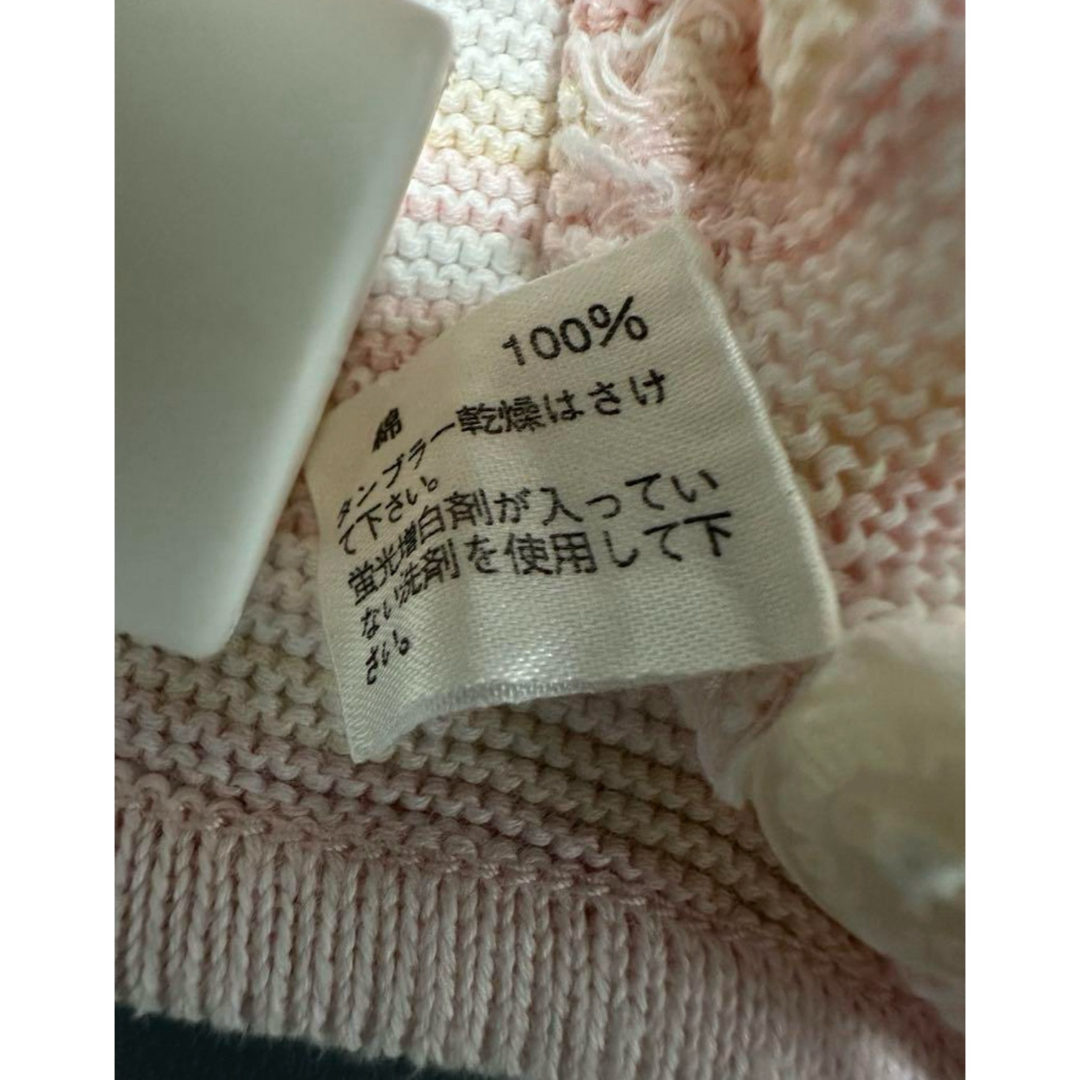 綿 100%
タンブラー乾燥はさけ
て下さい。
蛍光増白剤が入ってい
ない洗剤を使用して下
さい。